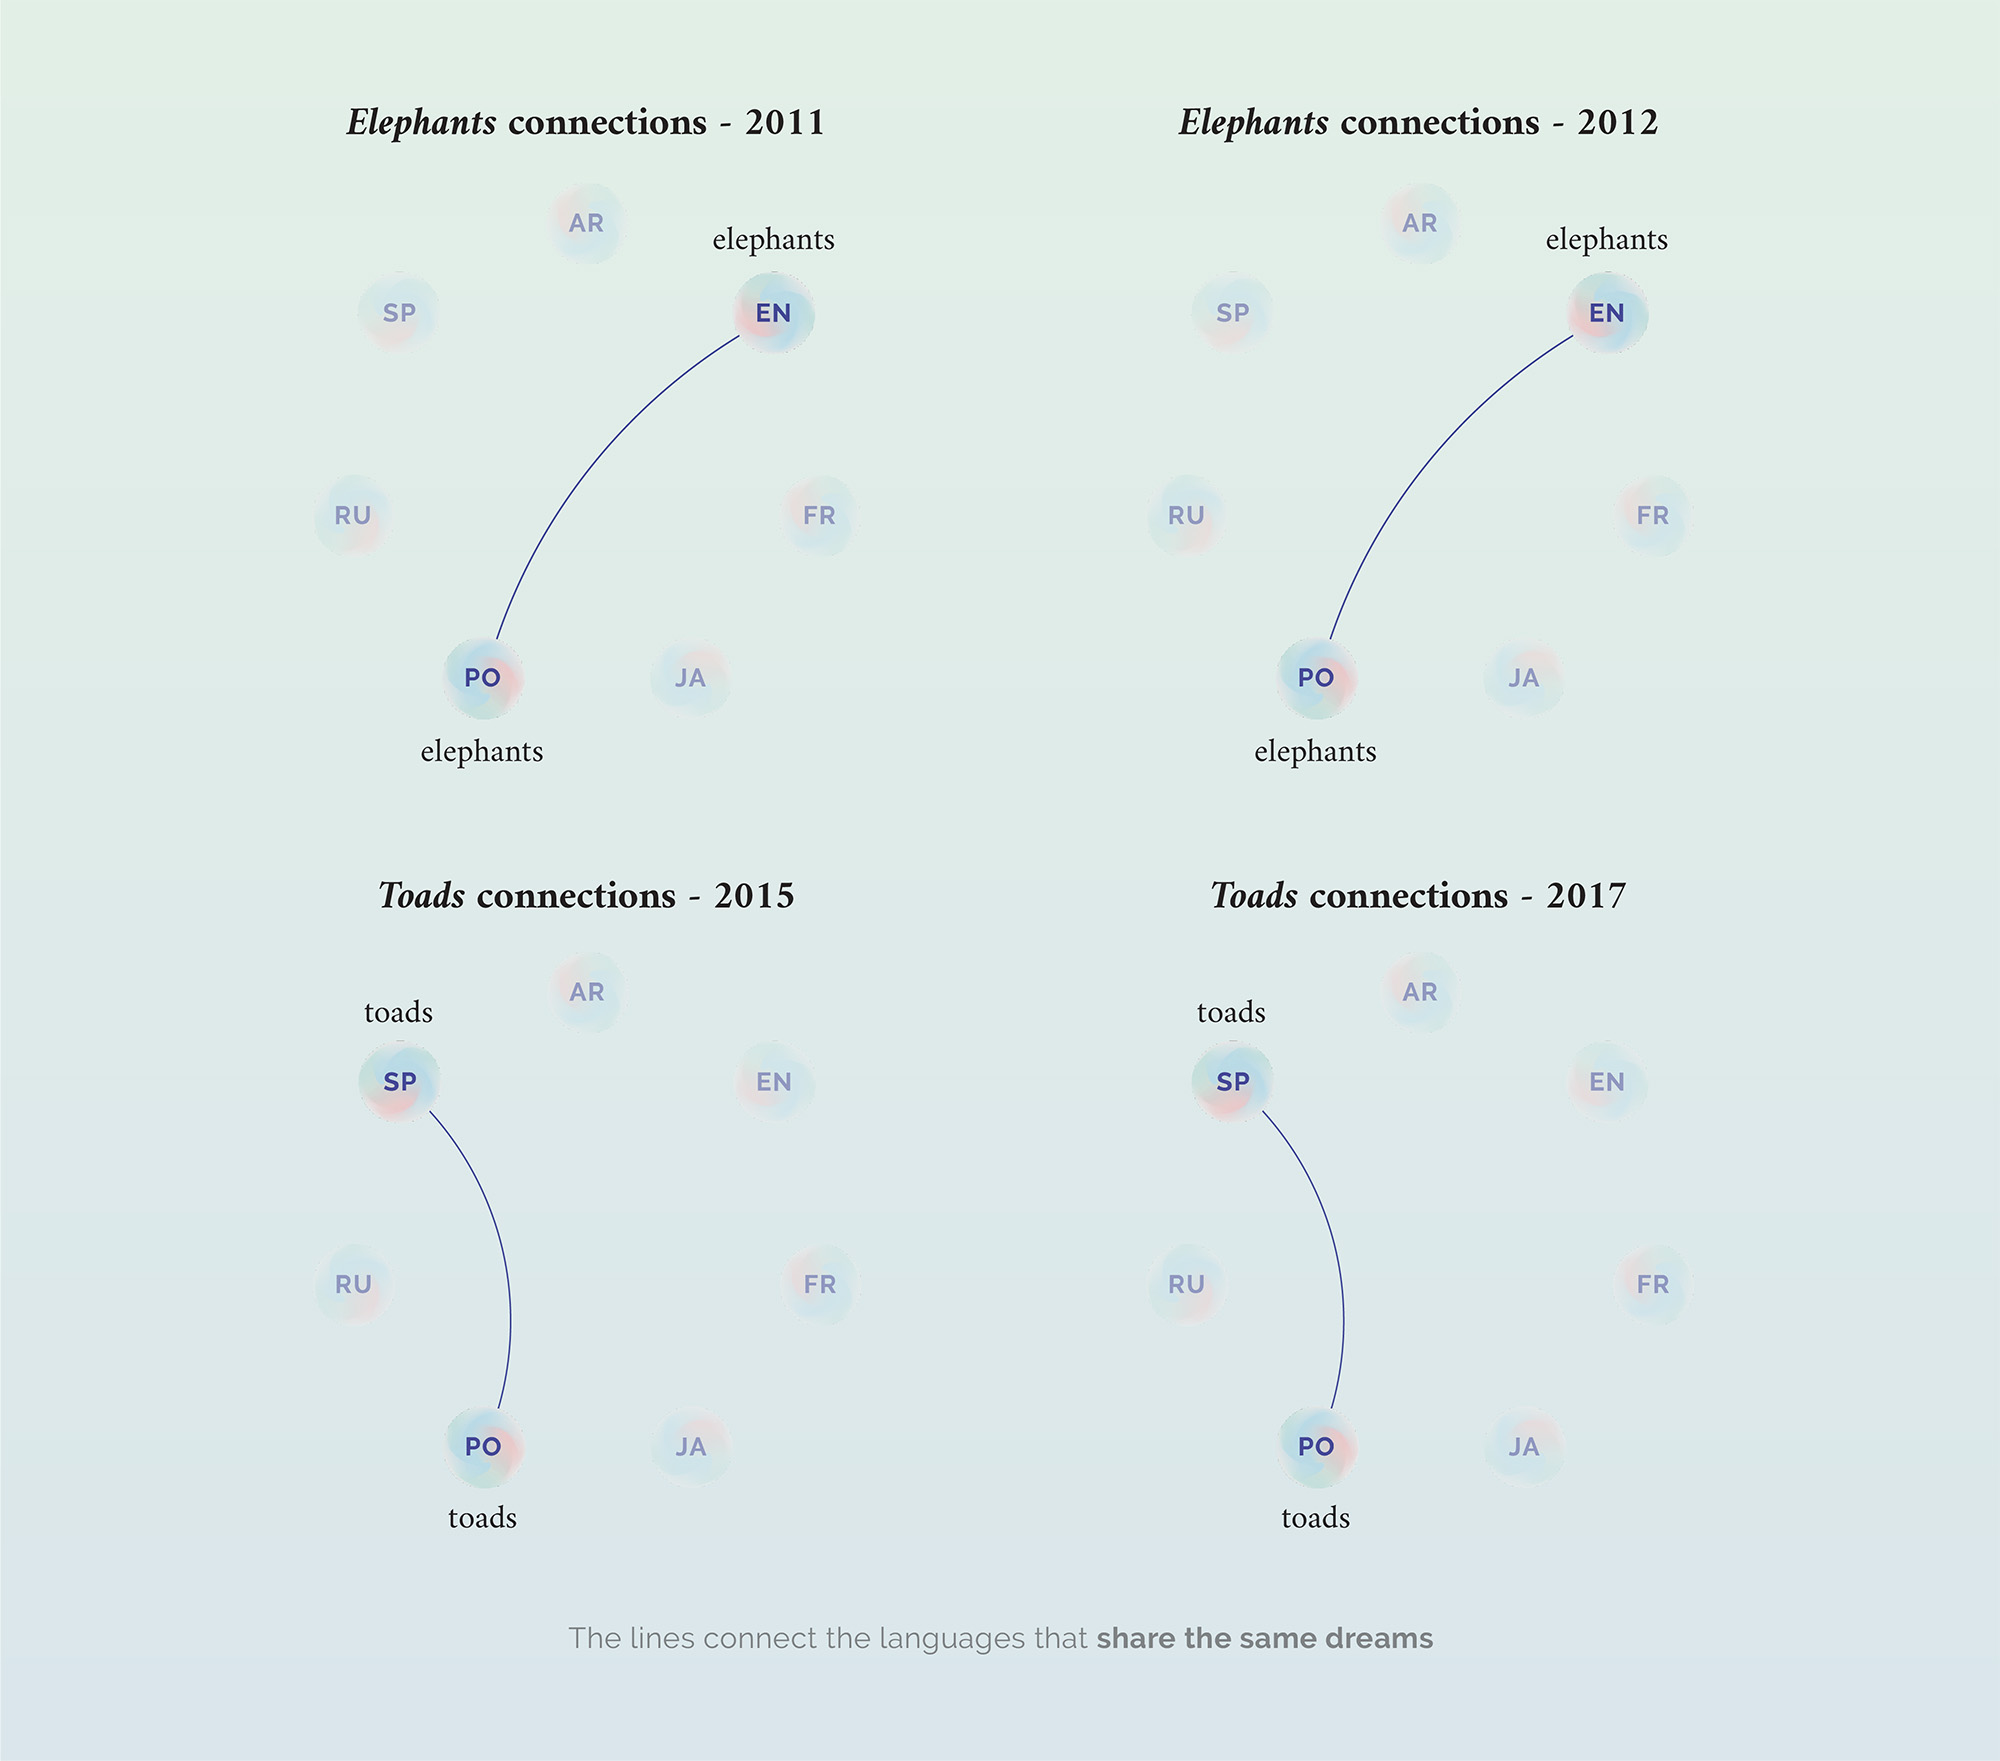 Elephants connections - 2011
AR
elephants
EN
SP
RU
FR
PO
JA
elephants
Elephants connections - 2012
AR
elephants
EN
SP
RU
FR
PO
JA
elephants
Toads connections - 2015
AR
toads
SP
EN
RU
FR
PO
JA
toads
Toads connections - 2017
AR
toads
SP
EN
RU
FR
PO
JA
toads
The lines connect the languages that share the same dreams